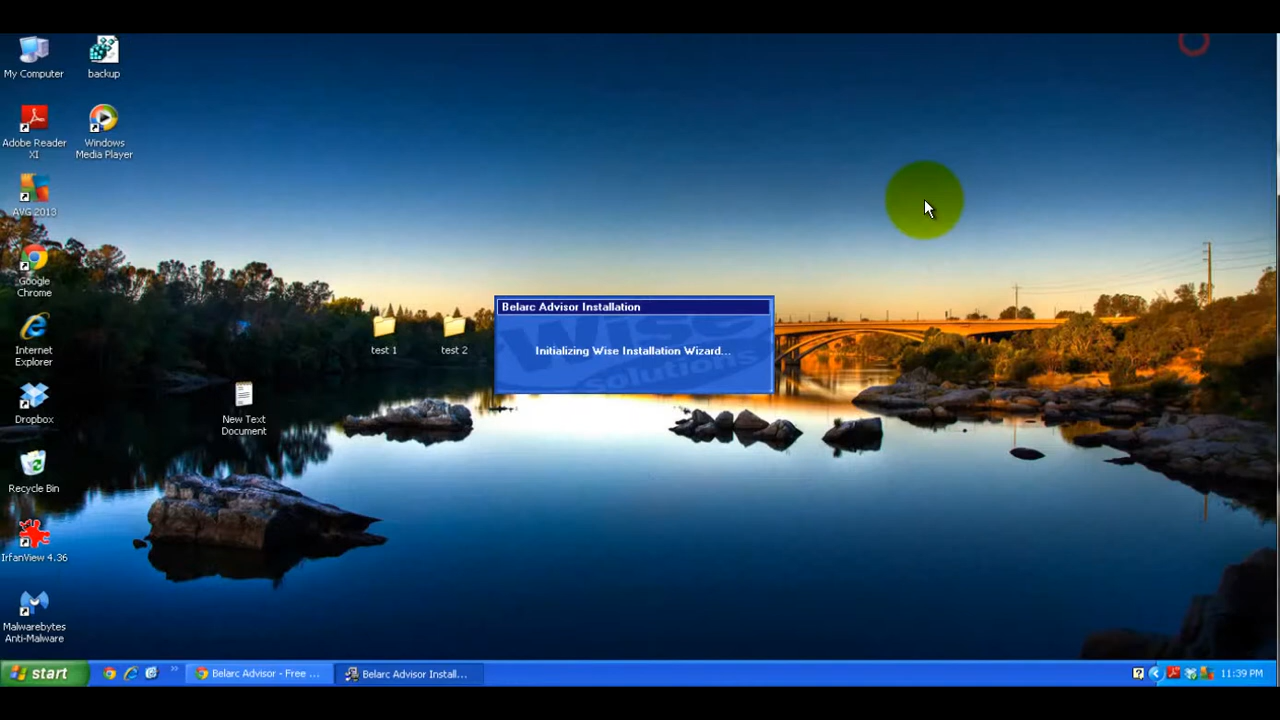 My Computer
backup
Adobe Reader
XI
Windows
Media Player
AVG 2013
Google
Chrome
Internet
Explorer
test 1
test 2
Belarc Advisor Installation
Wise
solutions
Initializing Wise Installation Wizard...
Dropbox
New Text
Document
Recycle Bin
IrfanView 4.36
Malwarebytes
Anti-Malware
start
Belarc Advisor - Free ...
Belarc Advisor Install...
11:39 PM